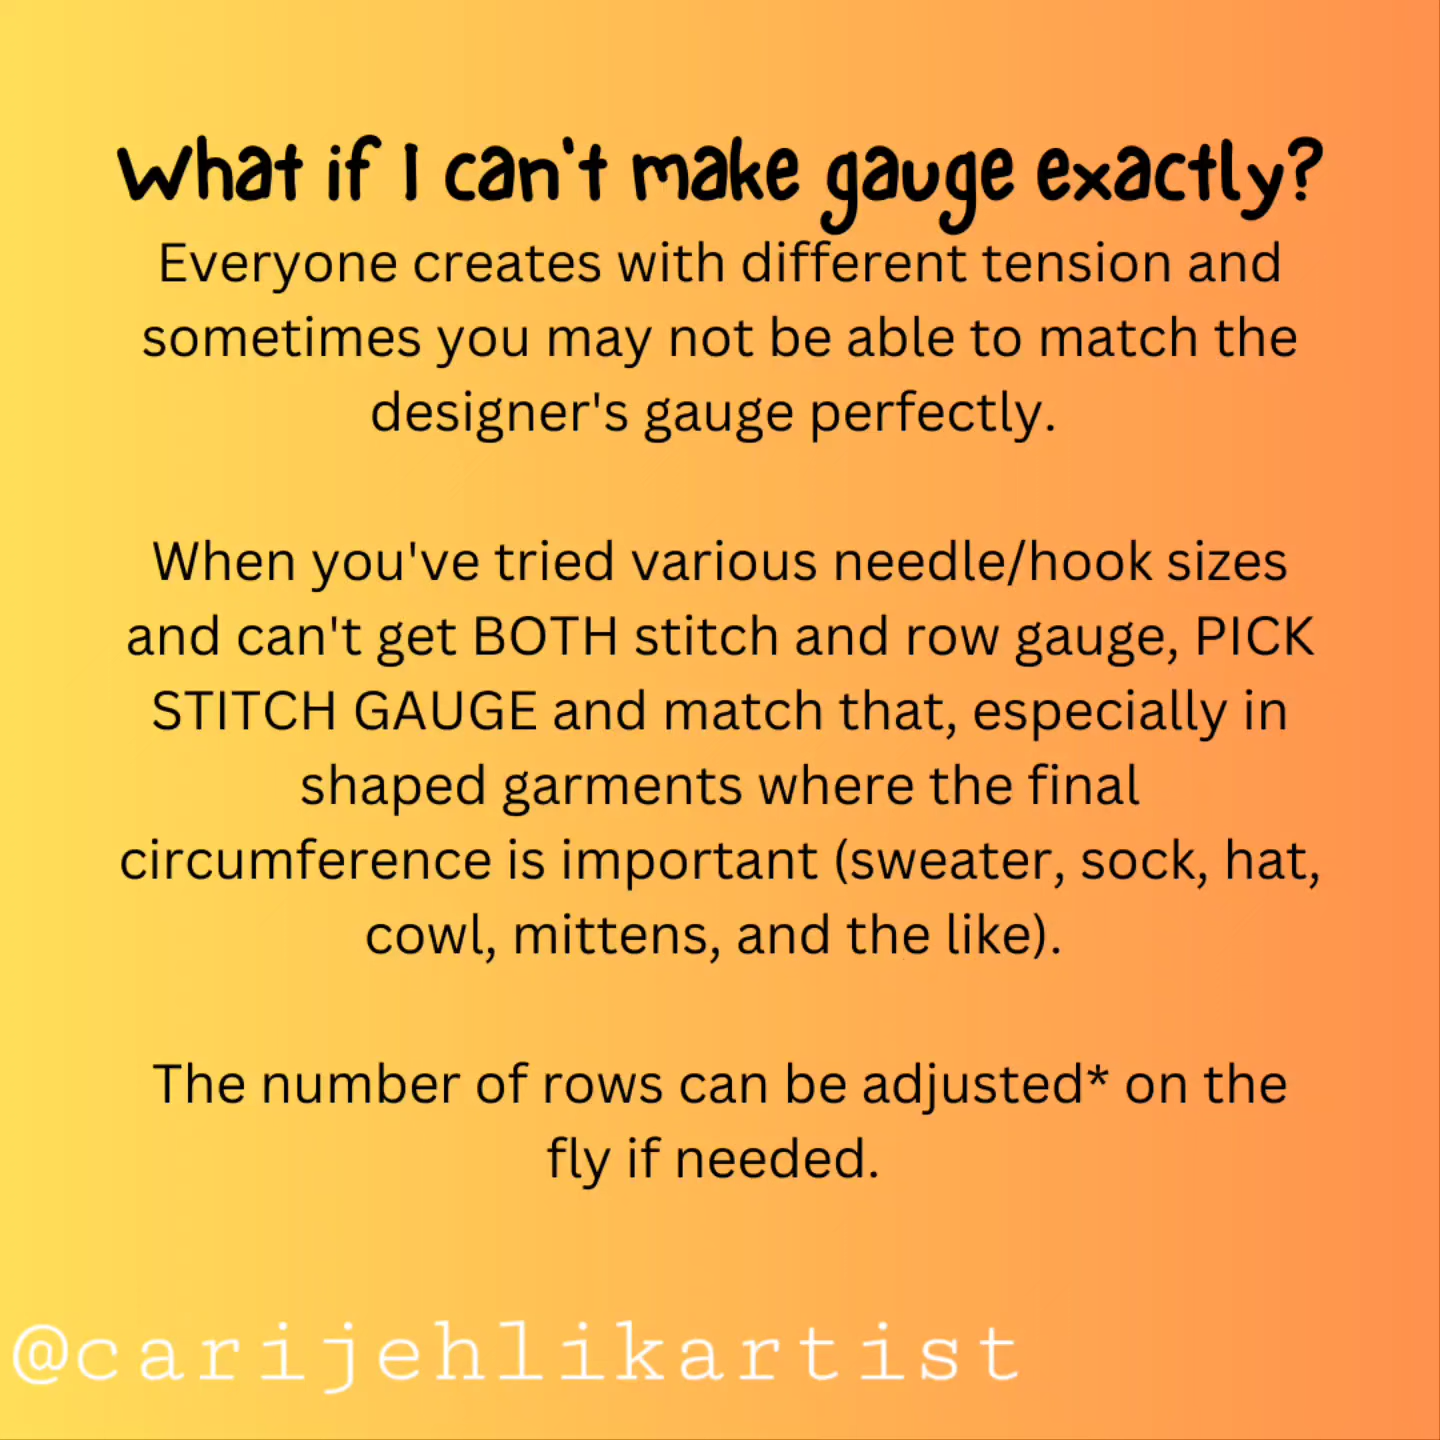 What if I can't make gauge exactly?
Everyone creates with different tension and
sometimes you may not be able to match the
designer's gauge perfectly.
When you've tried various needle/hook sizes
and can't get BOTH stitch and row gauge, PICK
STITCH GAUGE and match that, especially in
shaped garments where the final
circumference is important (sweater, sock, hat,
cowl, mittens, and the like).
The number of rows can be adjusted* on the
fly if needed.
@carijehlikartist